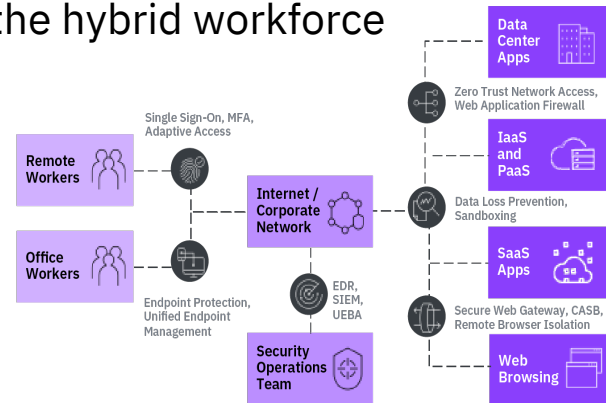 the hybrid workforce
Data
Center
Apps
Zero Trust Network Access,
Web Application Firewall
Single Sign-On, MFA,
Adaptive Access
Remote
Workers
IaaS
and
PaaS
Internet /
Corporate
Network
Data Loss Prevention,
Sandboxing
Office
Workers
SaaS
Apps
Endpoint Protection,
Unified Endpoint
Management
EDR,
SIEM,
UEBA
Secure Web Gateway, CASB,
Remote Browser Isolation
Security
Operations
Team
Web
Browsing